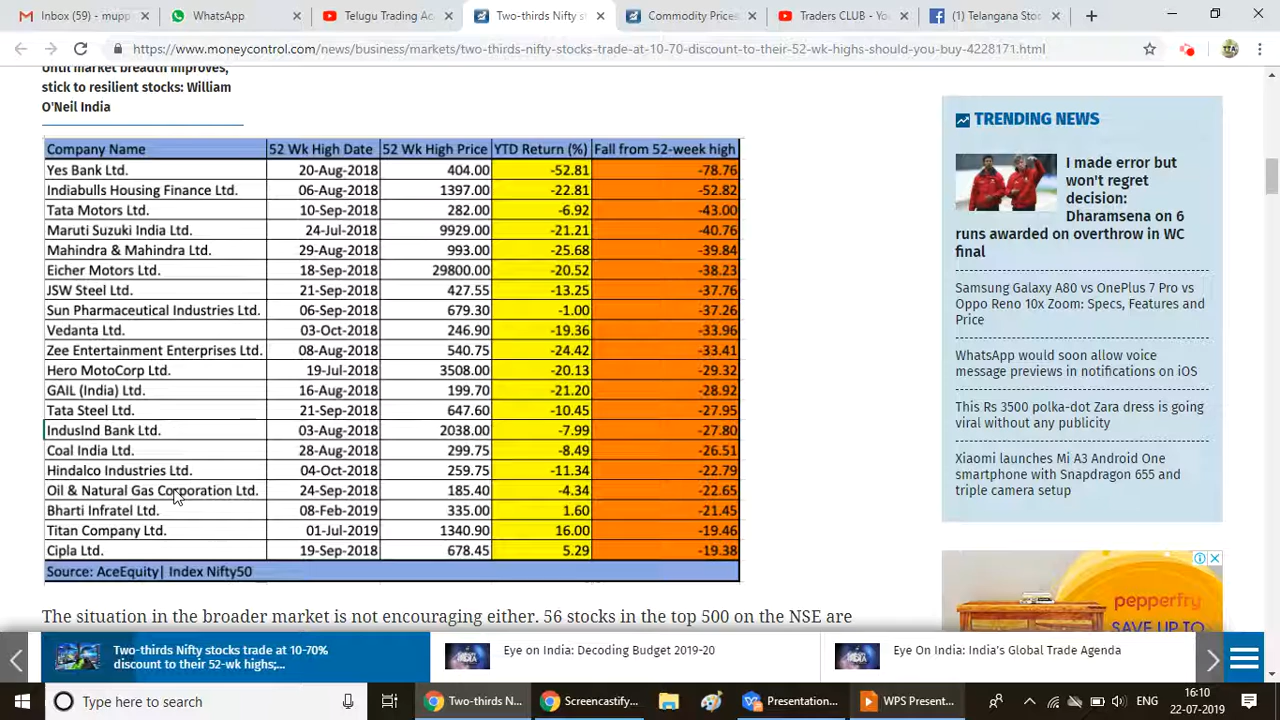 Inbox (393) - mupp
WhatsApp
Telugu Trading Ac
Two-thirds Nifty s
Commodity Prices
Traders CLUB - Yo
(1) Telangana Stoc
https://www.moneycontrol.com/news/business/markets/two-thirds-nifty-stocks-trade-at-10-70-discount-to-their-52-wk-highs-should-you-buy-4228171.html
Until market breadth improves,
stick to resilient stocks: William
O'Neil India
Company Name 52 Wk High Date 52 Wk High Price YTD Return (%) Fall from 52-week high
Yes Bank Ltd. 20-Aug-2018 404.00 -52.81 -78.76
Indiabulls Housing Finance Ltd. 06-Aug-2018 1397.00 -22.81 -52.82
Tata Motors Ltd. 10-Sep-2018 282.00 -6.92 -43.00
Maruti Suzuki India Ltd. 24-Jul-2018 9929.00 -21.21 -40.76
Mahindra & Mahindra Ltd. 29-Aug-2018 993.00 -25.68 -39.84
Eicher Motors Ltd. 18-Sep-2018 29800.00 -20.52 -38.23
JSW Steel Ltd. 21-Sep-2018 427.55 -13.25 -37.76
Sun Pharmaceutical Industries Ltd. 06-Sep-2018 679.30 -1.00 -37.26
Vedanta Ltd. 03-Oct-2018 246.90 -19.36 -33.96
Zee Entertainment Enterprises Ltd. 08-Aug-2018 540.75 -24.42 -33.41
Hero MotoCorp Ltd. 19-Jul-2018 3508.00 -20.13 -29.32
GAIL (India) Ltd. 16-Aug-2018 199.70 -21.20 -28.92
Tata Steel Ltd. 21-Sep-2018 647.60 -10.45 -27.95
IndusInd Bank Ltd. 03-Aug-2018 2038.00 -7.99 -27.80
Coal India Ltd. 28-Aug-2018 299.75 -8.49 -26.51
Hindalco Industries Ltd. 04-Oct-2018 259.75 -11.34 -22.79
Oil & Natural Gas Corporation Ltd. 24-Sep-2018 185.40 -4.34 -22.65
Bharti Infratel Ltd. 08-Feb-2019 335.00 1.60 -21.45
Titan Company Ltd. 01-Jul-2019 1340.90 16.00 -19.46
Cipla Ltd. 19-Sep-2018 678.45 5.29 -19.38
Source: AceEquity| Index Nifty50
The situation in the broader market is not encouraging either. 56 stocks in the top 500 on the NSE are
TRENDING NEWS
I made error but
won't regret
decision:
Dharamsena on 6
runs awarded on overthrow in WC
final
Samsung Galaxy A80 vs OnePlus 7 Pro vs
Oppo Reno 10x Zoom: Specs, Features and
Price
WhatsApp would soon allow voice
message previews in notifications on iOS
This Rs 3500 polka-dot Zara dress is going
viral without any publicity
Xiaomi launches Mi A3 Android One
smartphone with Snapdragon 655 and
triple camera setup
pepperfry
SAVE UP TO
Two-thirds Nifty stocks trade at 10-70%
discount to their 52-wk highs;...
Eye on India: Decoding Budget 2019-20
Eye On India: India's Global Trade Agenda
Type here to search
Two-thirds N...
Screencastify...
Presentation...
WPS Present...
ENG
16:10
22-07-2019